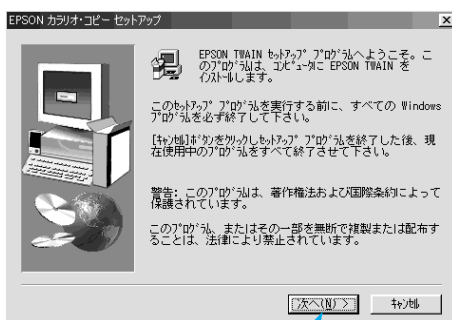 EPSON カラリオ・コピー セットアップ
EPSON TWAIN ｾｯﾄｱｯﾌﾟ ﾌﾟﾛｸﾞﾗﾑへようこそ。こ
のﾌﾟﾛｸﾞﾗﾑは、ｺﾝﾋﾟｭｰﾀに EPSON TWAIN を
ｲﾝｽﾄｰﾙします。
このｾｯﾄｱｯﾌﾟ ﾌﾟﾛｸﾞﾗﾑを実行する前に、すべての Windows
ﾌﾟﾛｸﾞﾗﾑを必ず終了して下さい。
[ｷｬﾝｾﾙ]ﾎﾞﾀﾝをｸﾘｯｸしｾｯﾄｱｯﾌﾟ ﾌﾟﾛｸﾞﾗﾑを終了した後、現
在使用中のﾌﾟﾛｸﾞﾗﾑをすべて終了させて下さい。
警告: このﾌﾟﾛｸﾞﾗﾑは、著作権法および国際条約によって
保護されています。
このﾌﾟﾛｸﾞﾗﾑ、またはその一部を無断で複製または配布す
ることは、法律により禁止されています。
次へ(N) > ｷｬﾝｾﾙ